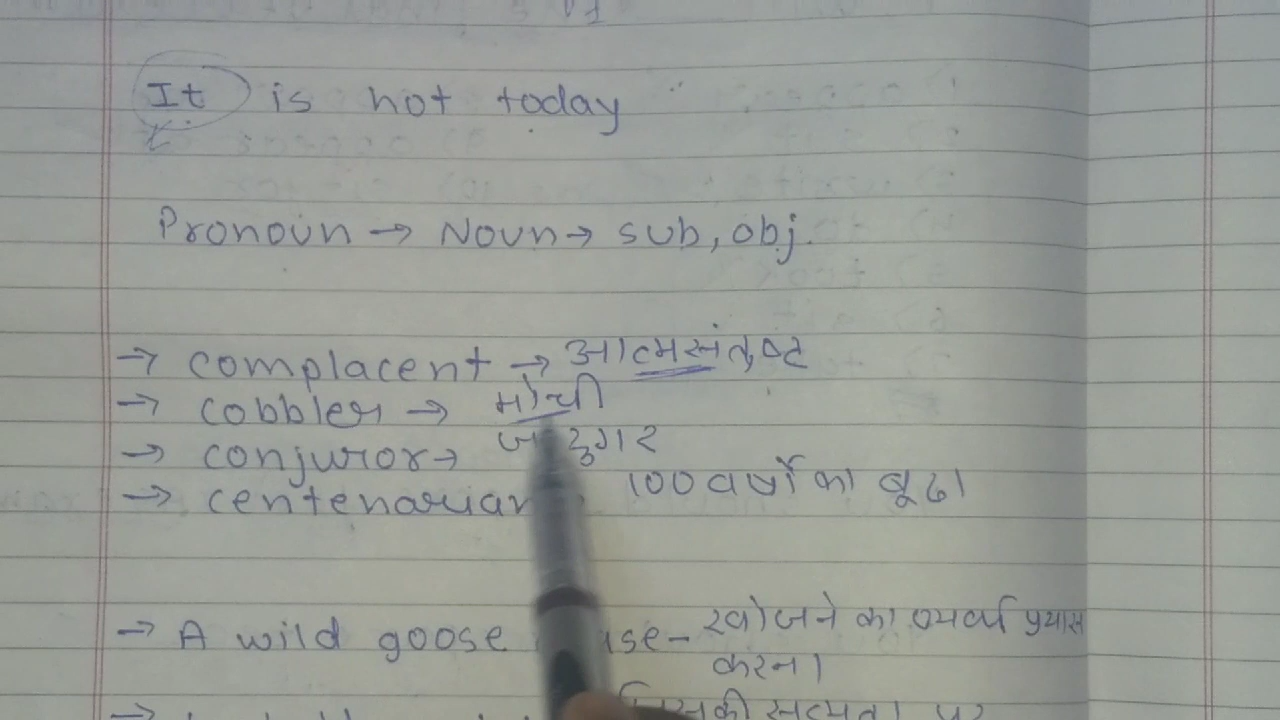 It is hot today
Pronoun → Noun → sub, obj.
→ complacent → आत्मसंतुष्ट
→ cobbler → मोची
→ conjuror → जादुगर
→ centenarian 100 वर्षों का बूढा
→ A wild goose – खोजने का व्यर्थ प्रयास
करना